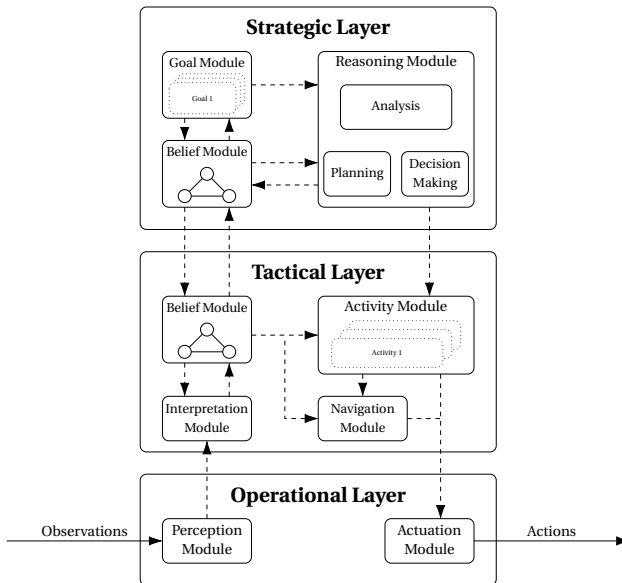 Strategic Layer
Goal Module
Goal 1
Reasoning Module
Analysis
Belief Module
Planning
Decision
Making
Tactical Layer
Belief Module
Activity Module
Activity 1
Interpretation
Module
Navigation
Module
Operational Layer
Observations
Perception
Module
Actuation
Module
Actions